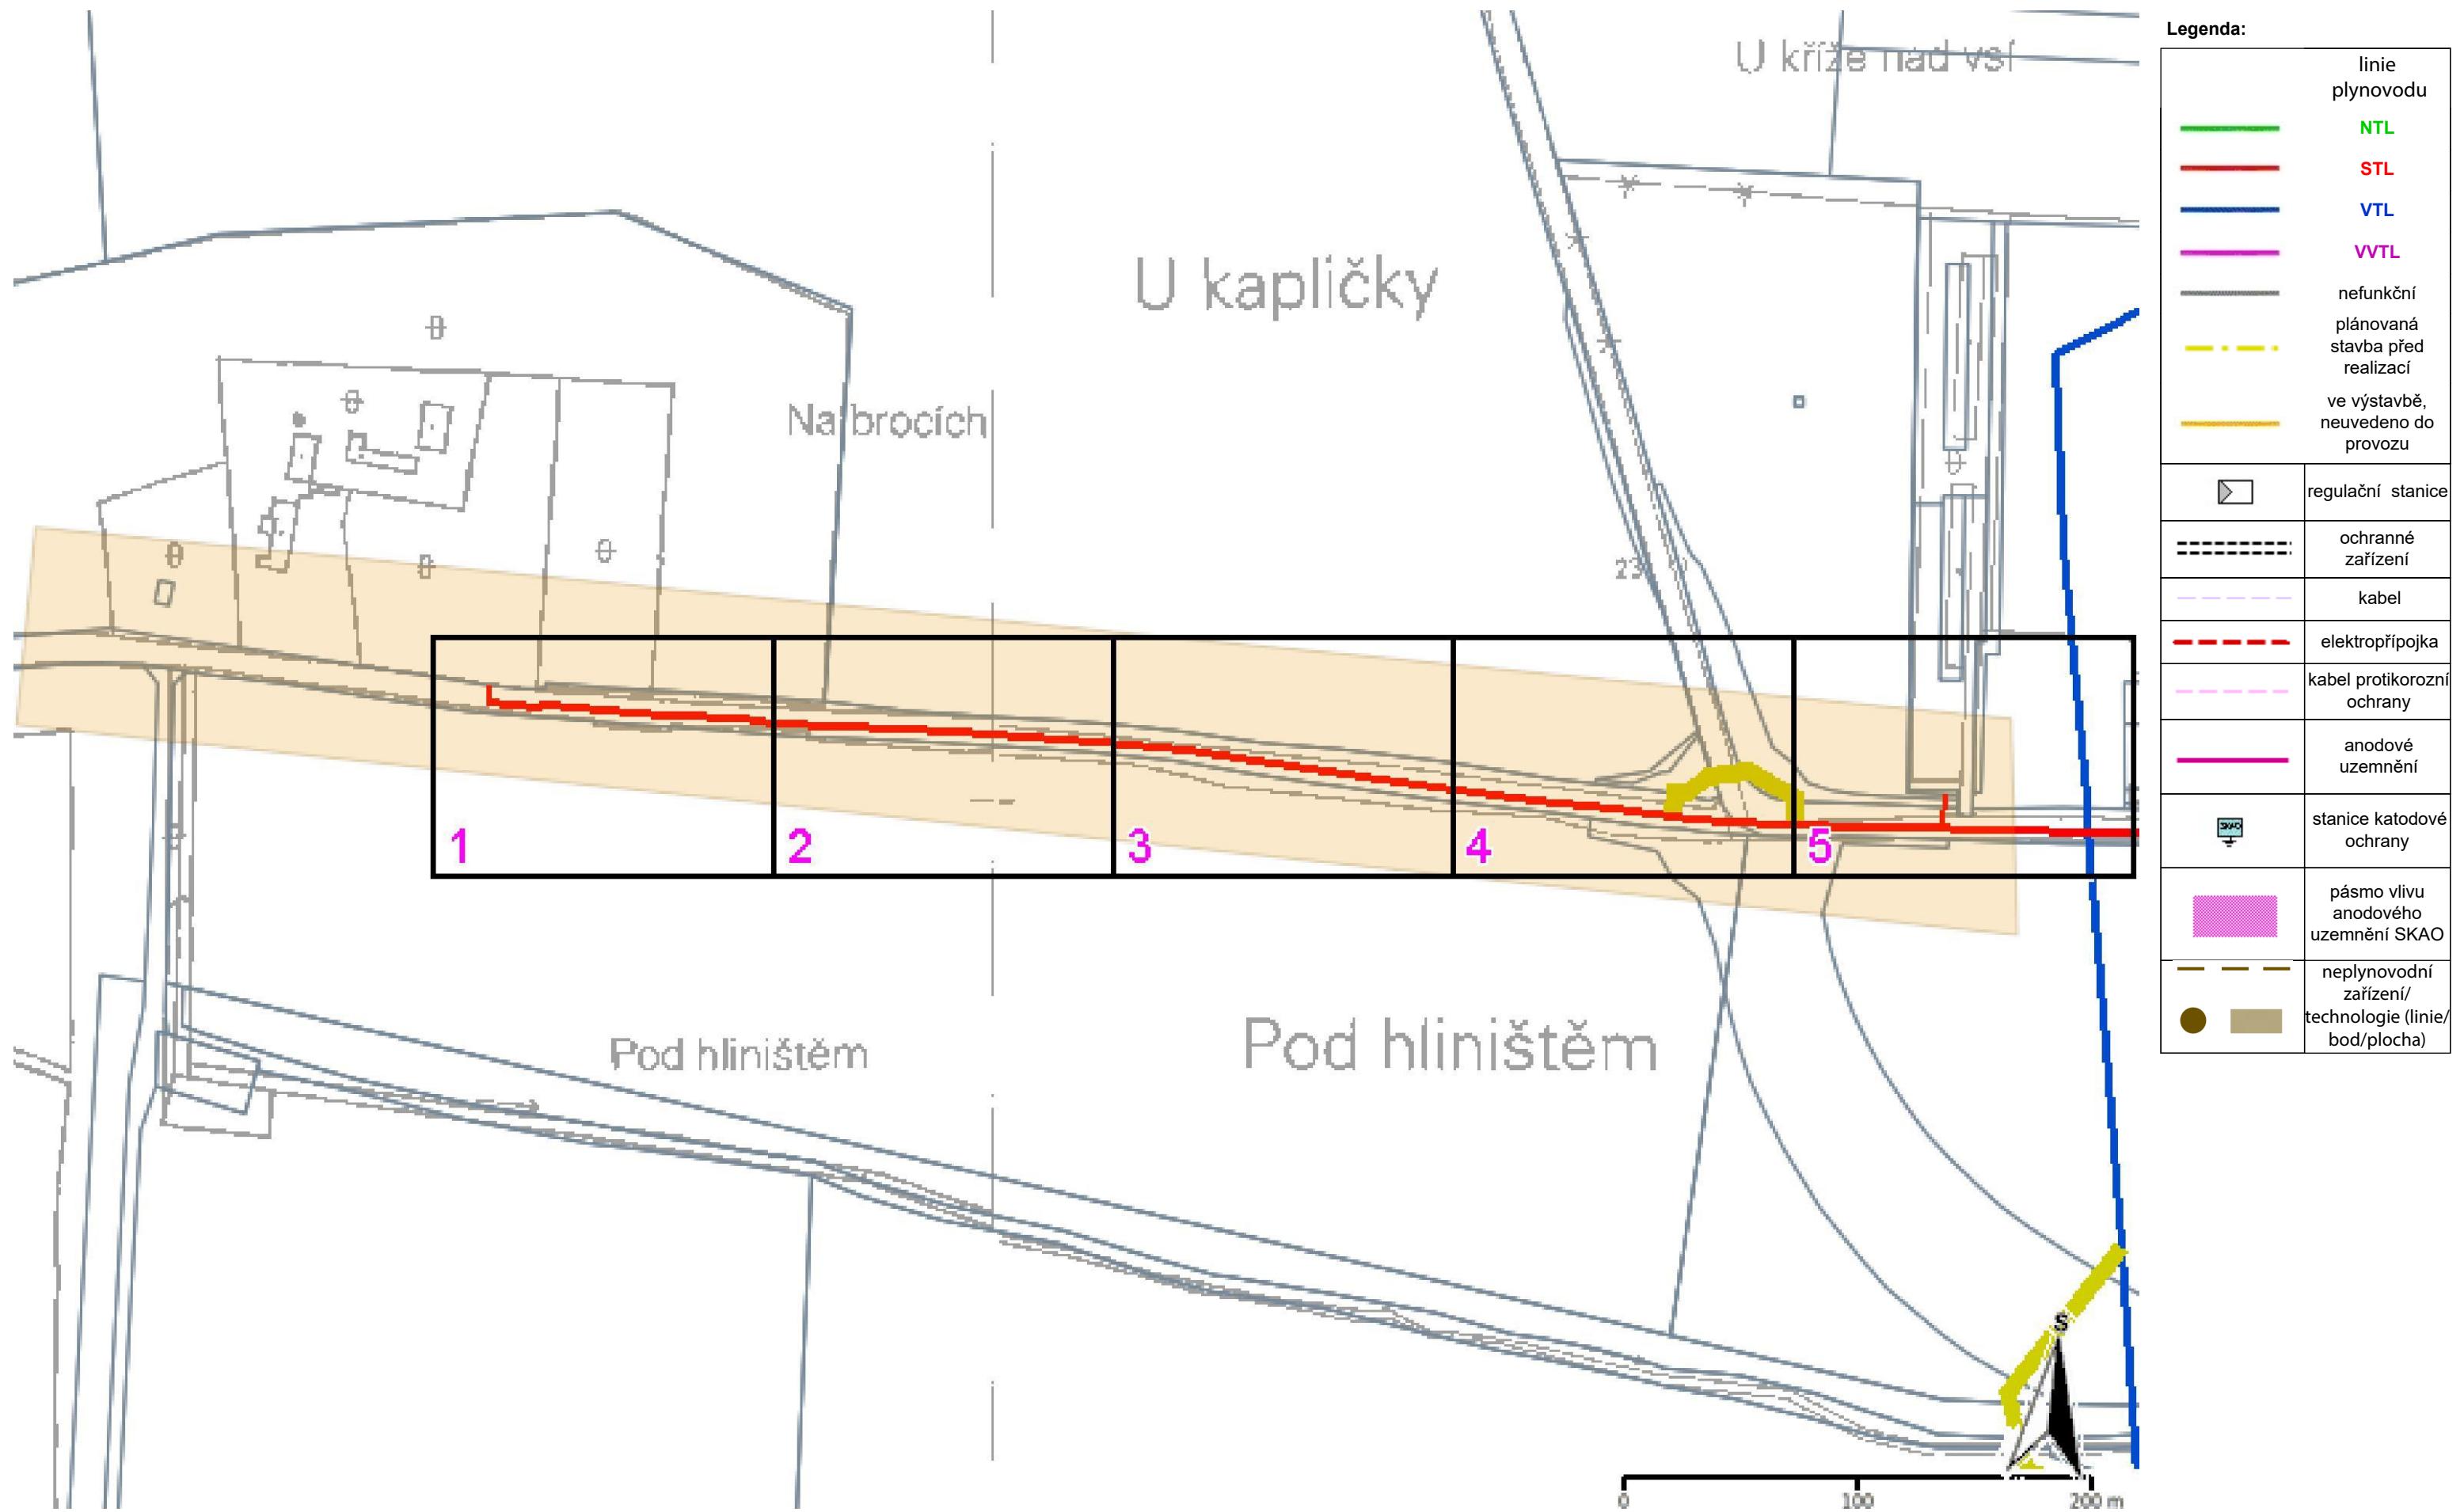 U kříže nad vsí
U kapličky
Na brocích
23
1
2
3
4
5
Pod hliništěm
Pod hliništěm
S
0
100
200 m
Legenda:
linie
plynovodu
NTL
STL
VTL
VVTL
nefunkční
plánovaná
stavba před
realizací
ve výstavbě,
neuvedeno do
provozu
regulační stanice
ochranné
zařízení
kabel
elektropřípojka
kabel protikorozní
ochrany
anodové
uzemnění
SKAO
stanice katodové
ochrany
pásmo vlivu
anodového
uzemnění SKAO
neplynovodní
zařízení/
technologie (linie/
bod/plocha)